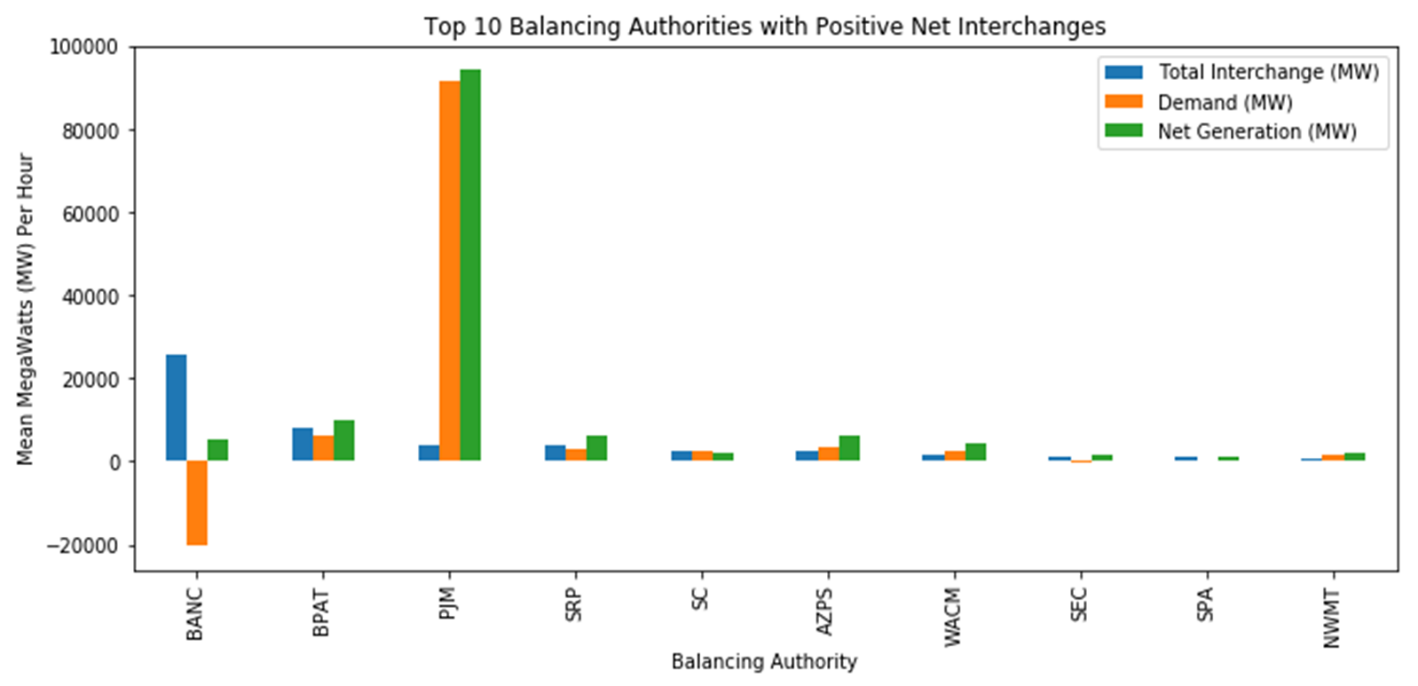 Top 10 Balancing Authorities with Positive Net Interchanges
100000
80000
60000
40000
20000
0
−20000
Mean MegaWatts (MW) Per Hour
Total Interchange (MW)
Demand (MW)
Net Generation (MW)
BANC
BPAT
PJM
SRP
SC
AZPS
WACM
SEC
SPA
NWMT
Balancing Authority